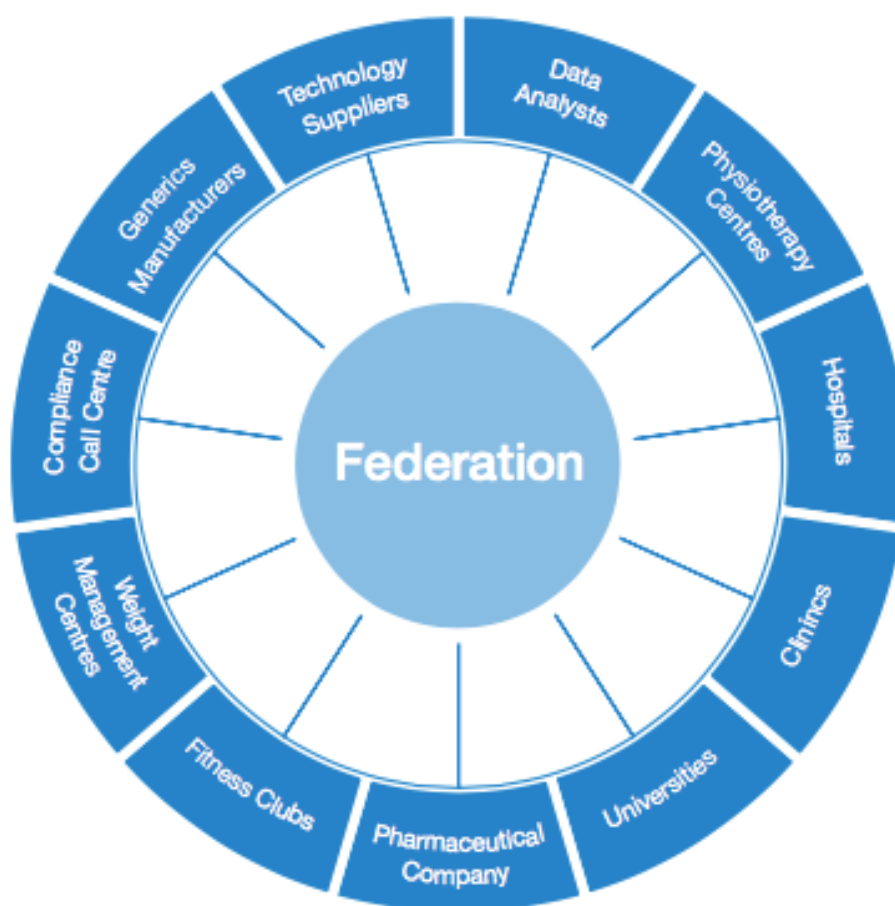 Technology
Suppliers
Data
Analysts
Physiotherapy
Centres
Hospitals
Clinincs
Universities
Pharmaceutical
Company
Fitness Clubs
Weight
Management
Centres
Compliance
Call Centre
Generics
Manufacturers
Federation